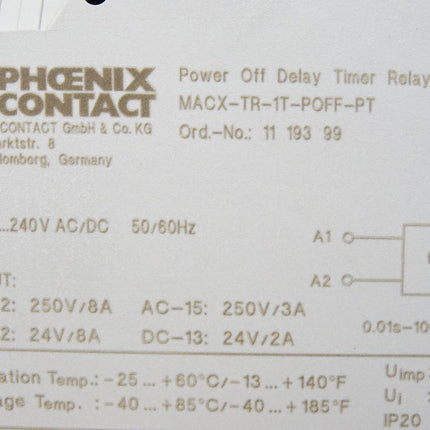 PHŒNIX
CONTACT
CONTACT GmbH & Co. KG
arktstr. 8
lomberg, Germany
Power Off Delay Timer Relay
MACX-TR-1T-POFF-PT
Ord.-No.: 11 193 99
...240V AC/DC 50/60Hz
A1
A2
UT:
2: 250V/8A AC-15: 250V/3A
2: 24V/8A DC-13: 24V/2A
0.01s-10
ation Temp.: -25 ... +60°C/-13... +140°F
age Temp. : -40 ... +85°C/-40 ... +185°F
Uimp
Ui :
IP20